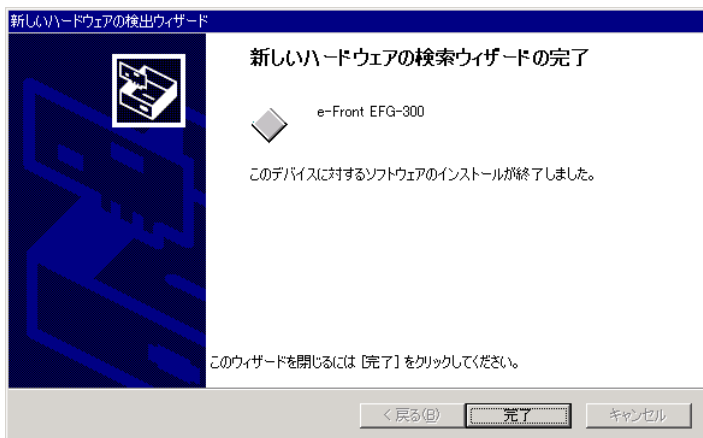 新しいハードウェアの検出ウィザード
新しいハードウェアの検索ウィザードの完了
e-Front EFG-300
このデバイスに対するソフトウェアのインストールが終了しました。
このウィザードを閉じるには [完了] をクリックしてください。
< 戻る(B)
完了
キャンセル